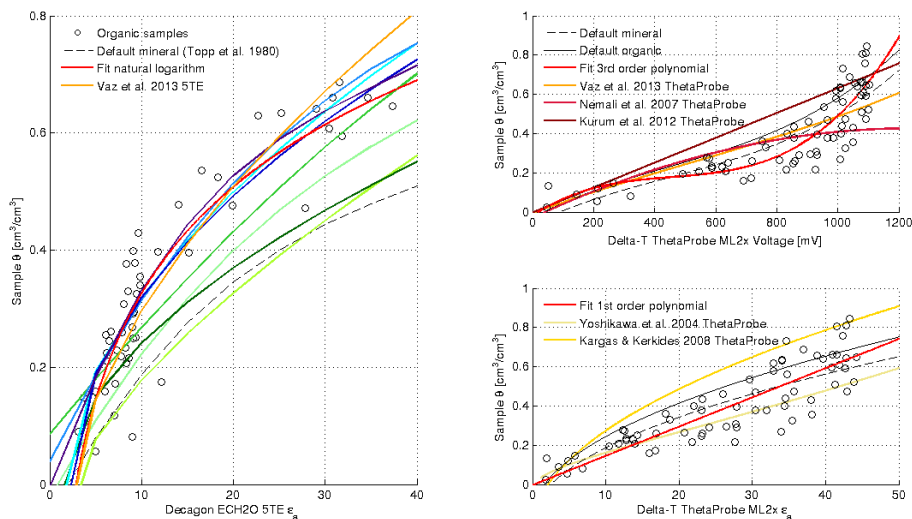 Organic samples
Default mineral (Topp et al. 1980)
Fit natural logarithm
Vaz et al. 2013 5TE
0.8
0.6
0.4
0.2
0
Sample θ [cm³/cm³]
0 10 20 30 40
Decagon ECH2O 5TE εₐ
Default mineral
Default organic
Fit 3rd order polynomial
Vaz et al. 2013 ThetaProbe
Nemali et al. 2007 ThetaProbe
Kurum et al. 2012 ThetaProbe
1
0.8
0.6
0.4
0.2
0
Sample θ [cm³/cm³]
0 200 400 600 800 1000 1200
Delta-T ThetaProbe ML2x Voltage [mV]
Fit 1st order polynomial
Yoshikawa et al. 2004 ThetaProbe
Kargas & Kerkides 2008 ThetaProbe
1
0.8
0.6
0.4
0.2
0
Sample θ [cm³/cm³]
0 10 20 30 40 50
Delta-T ThetaProbe ML2x εₐ